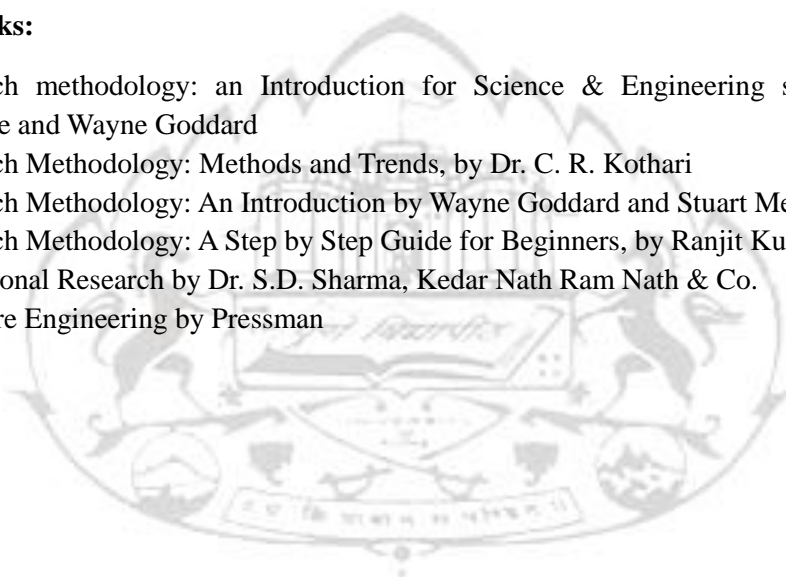 ks:
ch methodology: an Introduction for Science & Engineering s
e and Wayne Goddard
ch Methodology: Methods and Trends, by Dr. C. R. Kothari
ch Methodology: An Introduction by Wayne Goddard and Stuart Me
ch Methodology: A Step by Step Guide for Beginners, by Ranjit Ku
ional Research by Dr. S.D. Sharma, Kedar Nath Ram Nath & Co.
re Engineering by Pressman